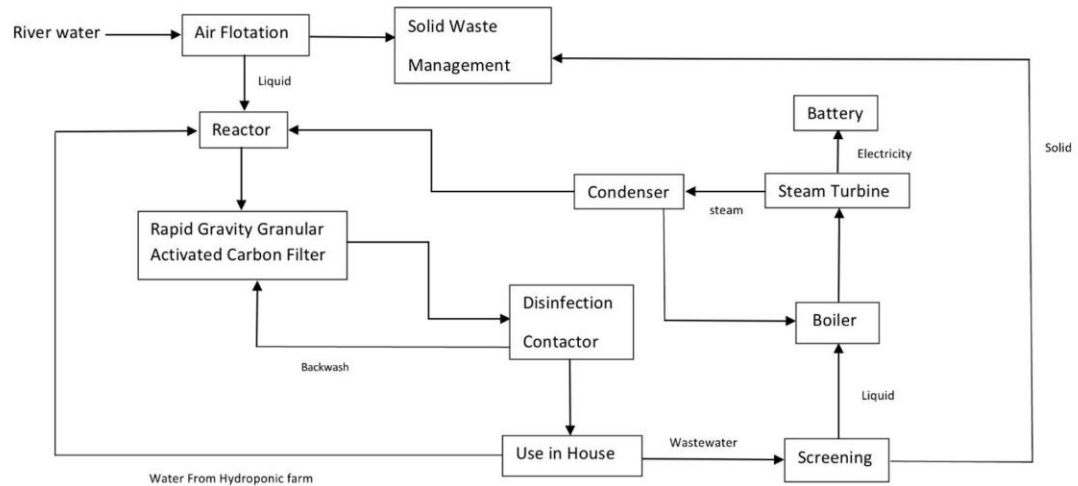 River water
Air Flotation
Solid Waste
Management
Liquid
Battery
Reactor
Electricity
Solid
Condenser
Steam Turbine
steam
Rapid Gravity Granular
Activated Carbon Filter
Disinfection
Contactor
Boiler
Backwash
Liquid
Use in House
Wastewater
Screening
Water From Hydroponic farm